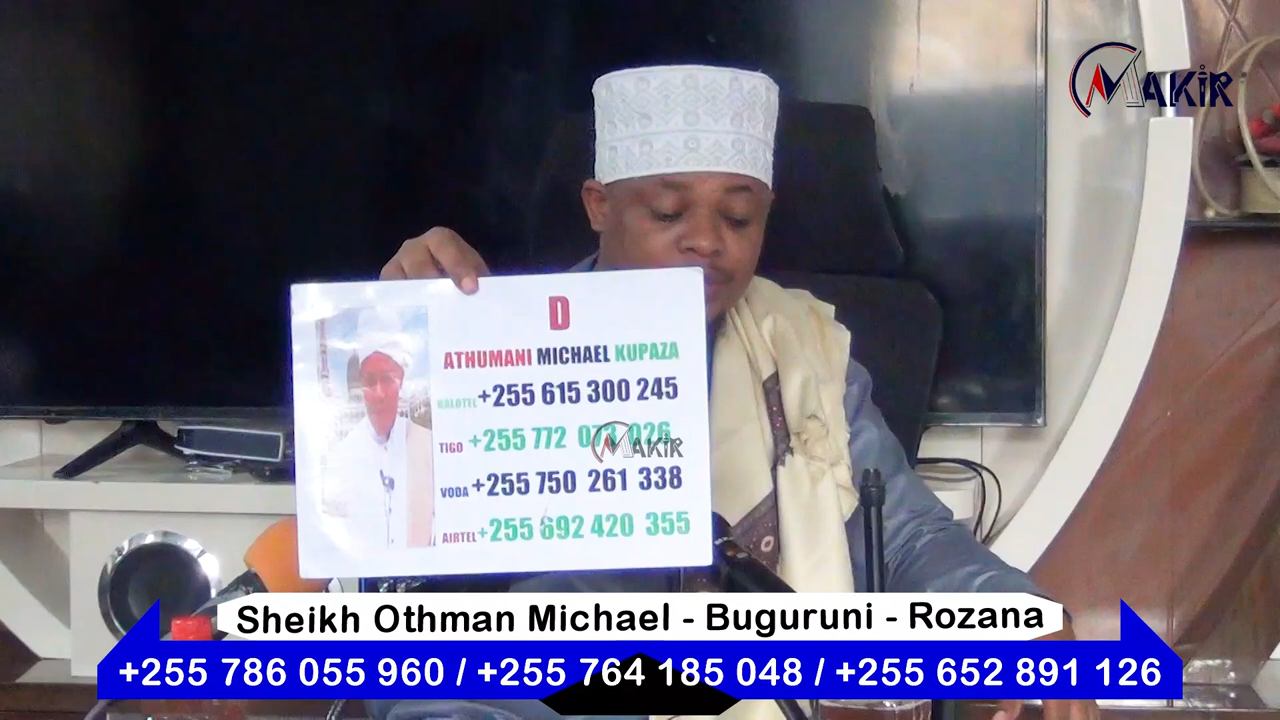 MAKIR
D
ATHUMANI MICHAEL KUPAZA
HALOTEL +255 615 300 245
TIGO +255 772 073 026
MAKIR
VODA +255 750 261 338
AIRTEL +255 692 420 355
Sheikh Othman Michael - Buguruni - Rozana
+255 786 055 960 / +255 764 185 048 / +255 652 891 126